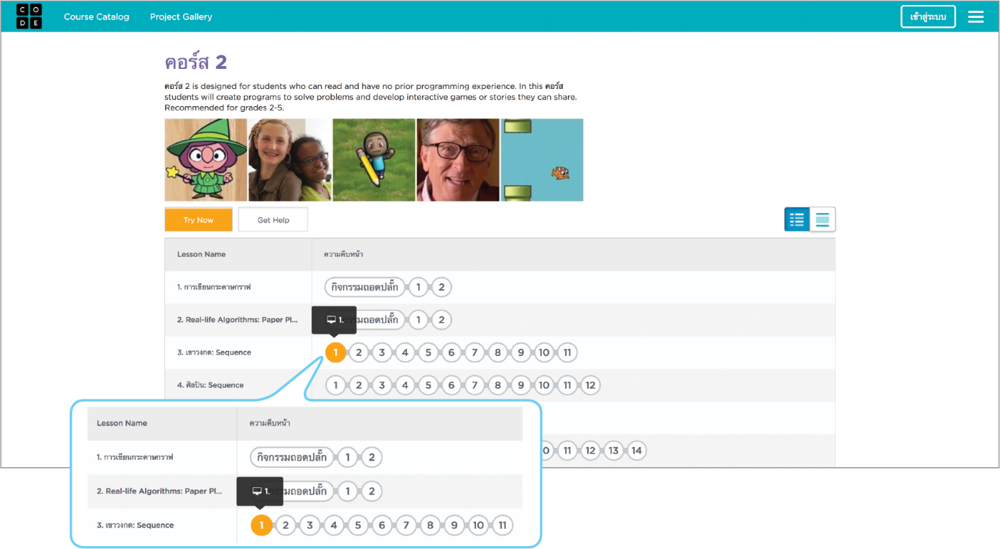 C O
D E
Course Catalog
Project Gallery
เข้าสู่ระบบ
คอร์ส 2
คอร์ส 2 is designed for students who can read and have no prior programming experience. In this คอร์ส
students will create programs to solve problems and develop interactive games or stories they can share.
Recommended for grades 2-5.
Try Now
Get Help
Lesson Name ความคืบหน้า
1. การเขียนกระดาษกราฟ กิจกรรมถอดปลั๊ก 1 2
2. Real-life Algorithms: Paper Pl... 1. มถอดปลั๊ก 1 2
3. เขาวงกต: Sequence 1 2 3 4 5 6 7 8 9 10 11
4. ศิลปิน: Sequence 1 2 3 4 5 6 7 8 9 10 11 12
11 12 13 14
Lesson Name ความคืบหน้า
1. การเขียนกระดาษกราฟ กิจกรรมถอดปลั๊ก 1 2
2. Real-life Algorithms: Paper Pl... 1. มถอดปลั๊ก 1 2
3. เขาวงกต: Sequence 1 2 3 4 5 6 7 8 9 10 11